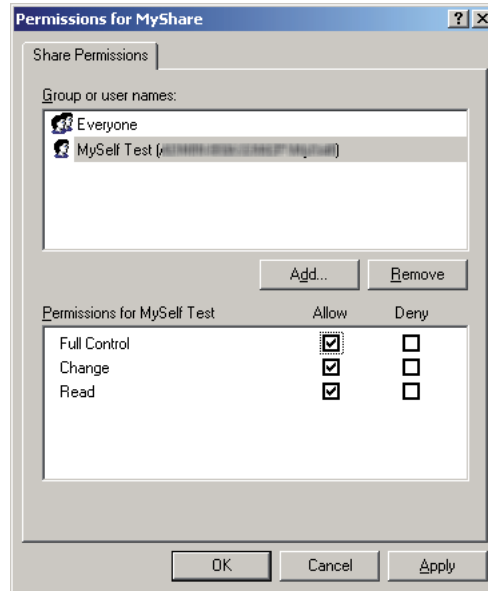 Permissions for MyShare
Share Permissions
Group or user names:
Everyone
MySelf Test (
Add... Remove
Permissions for MySelf Test Allow Deny
Full Control
Change
Read
OK Cancel Apply